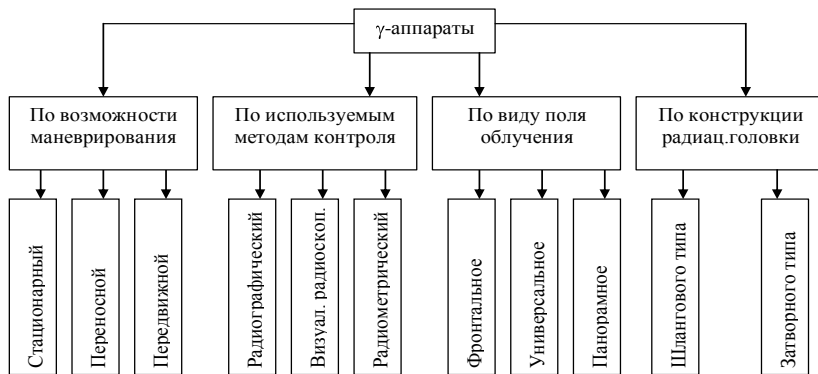 γ-аппараты
По возможности
маневрирования
По используемым
методам контроля
По виду поля
облучения
По конструкции
радиац.головки
Стационарный
Переносной
Передвижной
Радиографический
Визуал. радиоскоп.
Радиометрический
Фронтальное
Универсальное
Панорамное
Шлангового типа
Затворного типа